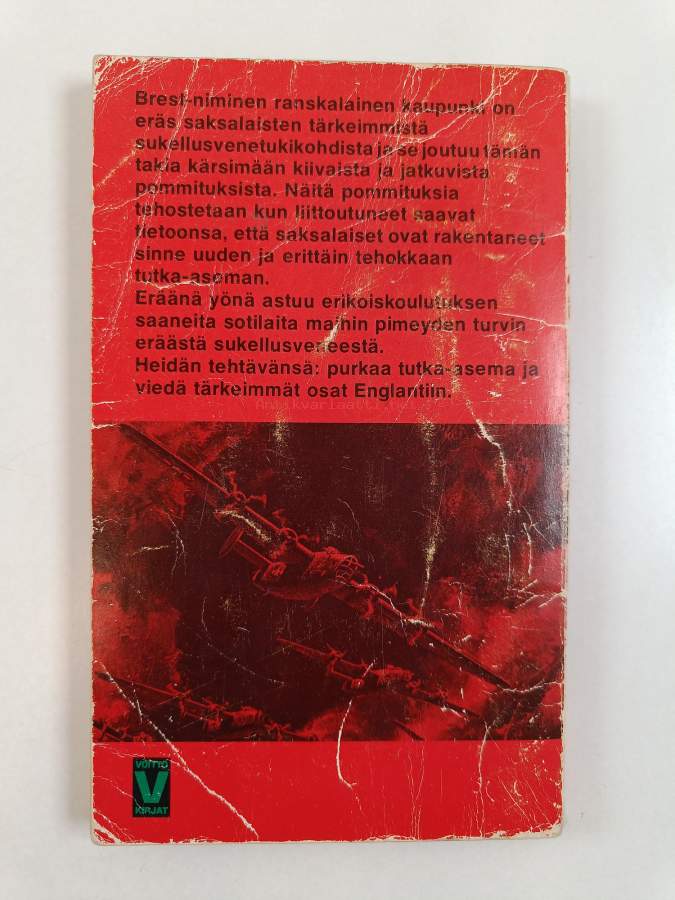 Brest-niminen ranskalainen kaupunki on
eräs saksalaisten tärkeimmistä
sukellusvenetukikohdista ja se joutuu tämän
takia kärsimään kiivaista ja jatkuvista
pommituksista. Näitä pommituksia
tehostetaan kun liittoutuneet saavat
tietoonsa, että saksalaiset ovat rakentaneet
sinne uuden ja erittäin tehokkaan
tutka-aseman.
Eräänä yönä astuu erikoiskoulutuksen
saaneita sotilaita maihin pimeyden turvin
eräästä sukellusveneestä.
Heidän tehtävänsä: purkaa tutka-asema ja
viedä tärkeimmät osat Englantiin.
Antikvariaatti.net
VOITTO
V
KIRJAT